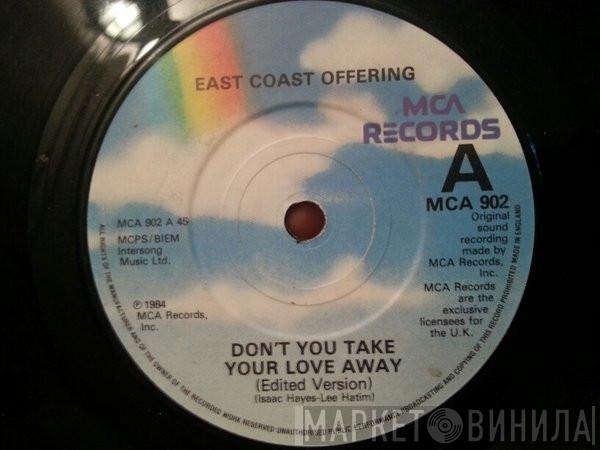 EAST COAST OFFERING
MCA
RECORDS
A
MCA 902
Original
sound
recording
made by
MCA Records,
Inc.
MCA Records
are the
exclusive
licensees for
the U.K.
MCA 902 A 45
MCPS/BIEM
Intersong
Music Ltd.
℗ 1984
MCA Records,
Inc.
DON'T YOU TAKE
YOUR LOVE AWAY
(Edited Version)
(Isaac Hayes-Lee Hatim)
ALL RIGHTS OF THE MANUFACTURER AND OF THE OWNER OF THE RECORDED WORK RESERVED UNAUTHORISED PUBLIC PERFORMANCE BROADCASTING AND COPYING OF THIS RECORD PROHIBITED MADE IN ENGLAND
МАРКЕТ ВИНИЛА